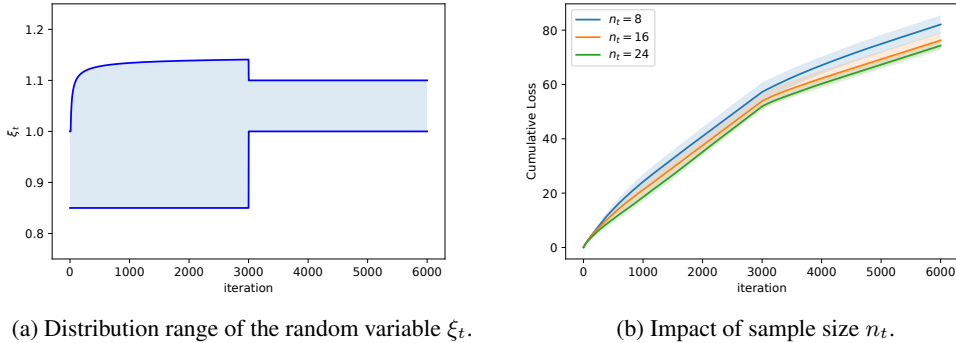 1.2
1.1
1.0
0.9
0.8
ξ_t
0
1000
2000
3000
4000
5000
6000
iteration
80
60
40
20
0
Cumulative Loss
n_t = 8
n_t = 16
n_t = 24
0
1000
2000
3000
4000
5000
6000
iteration
(a) Distribution range of the random variable ξ_t.
(b) Impact of sample size n_t.